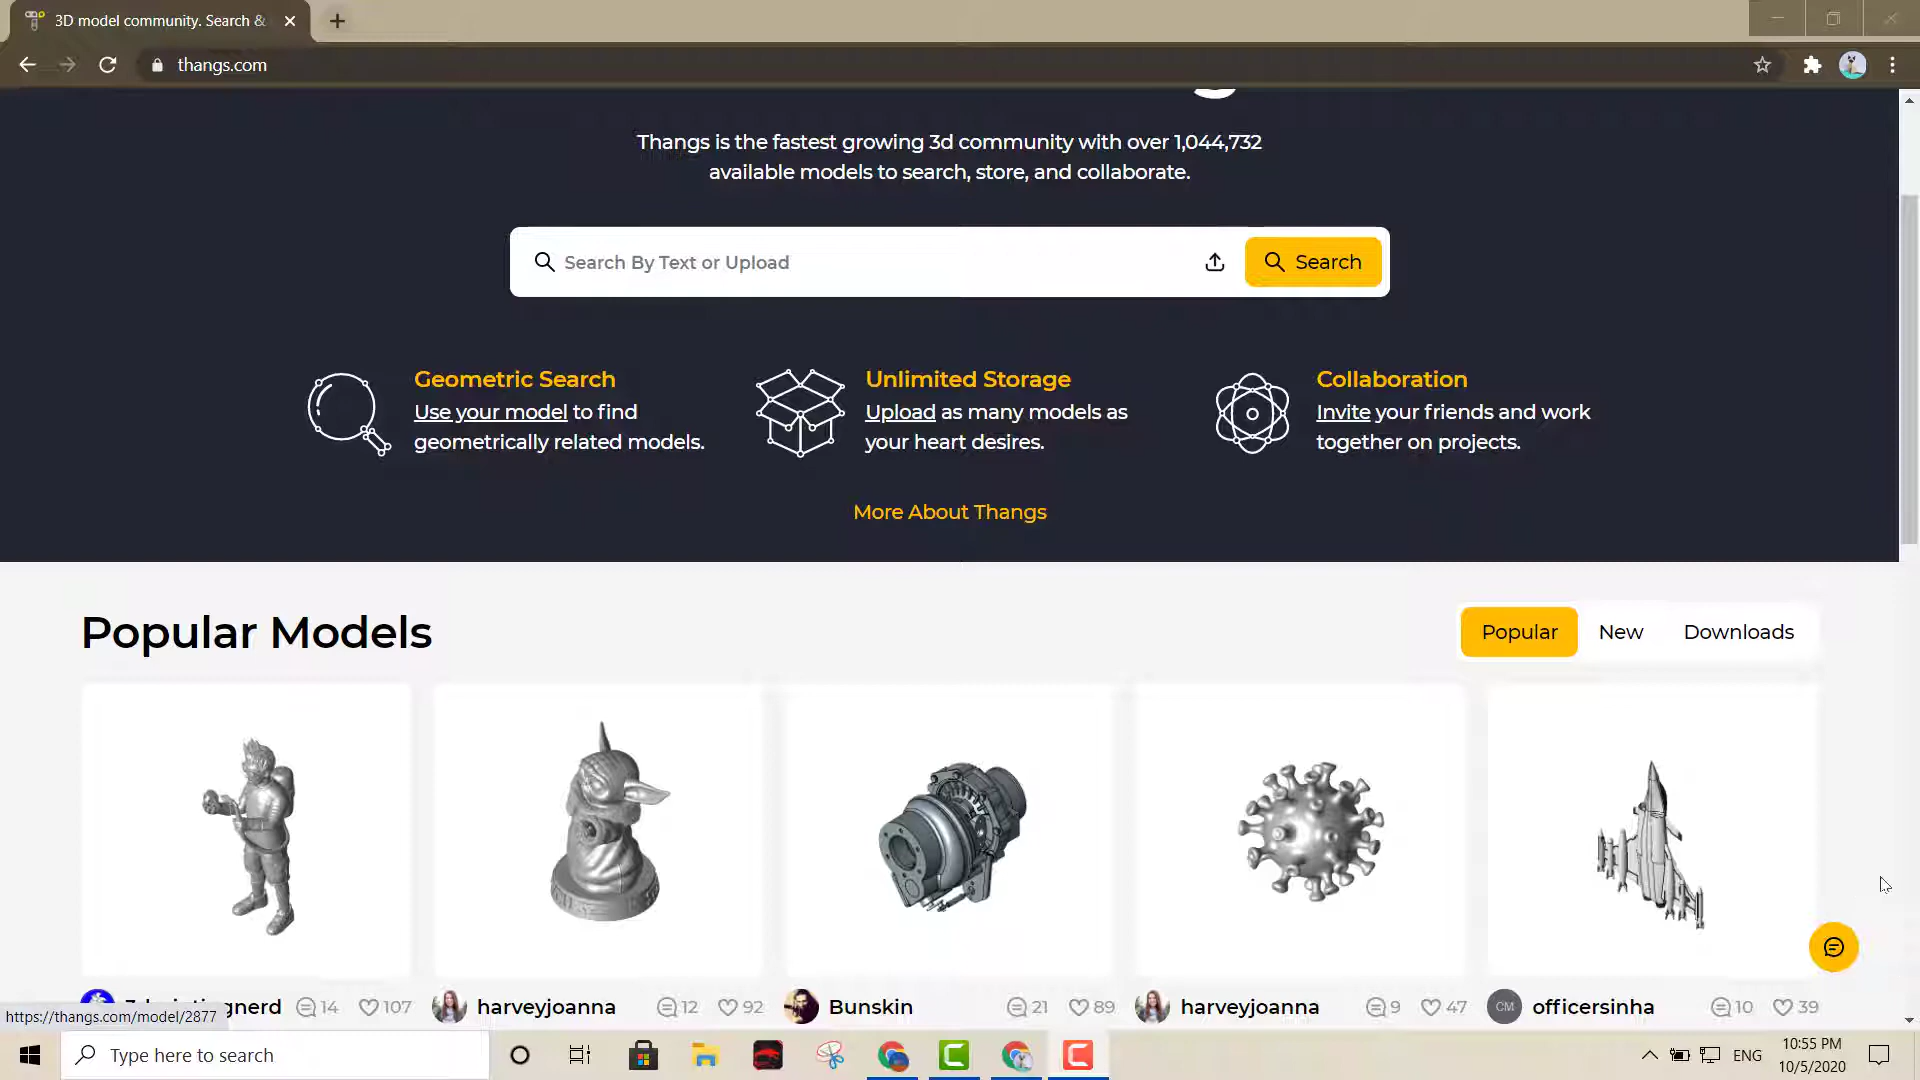 3D model community. Search &
thangs.com
Thangs is the fastest growing 3d community with over 1,044,732
available models to search, store, and collaborate.
Search By Text or Upload
Search
Geometric Search
Use your model to find
geometrically related models.
Unlimited Storage
Upload as many models as
your heart desires.
Collaboration
Invite your friends and work
together on projects.
More About Thangs
Popular Models
Popular
New
Downloads
gnerd
14
107
harveyjoanna
12
92
Bunskin
21
89
harveyjoanna
9
47
CM
officersinha
10
39
https://thangs.com/model/2877
Type here to search
ENG
10:55 PM
10/5/2020